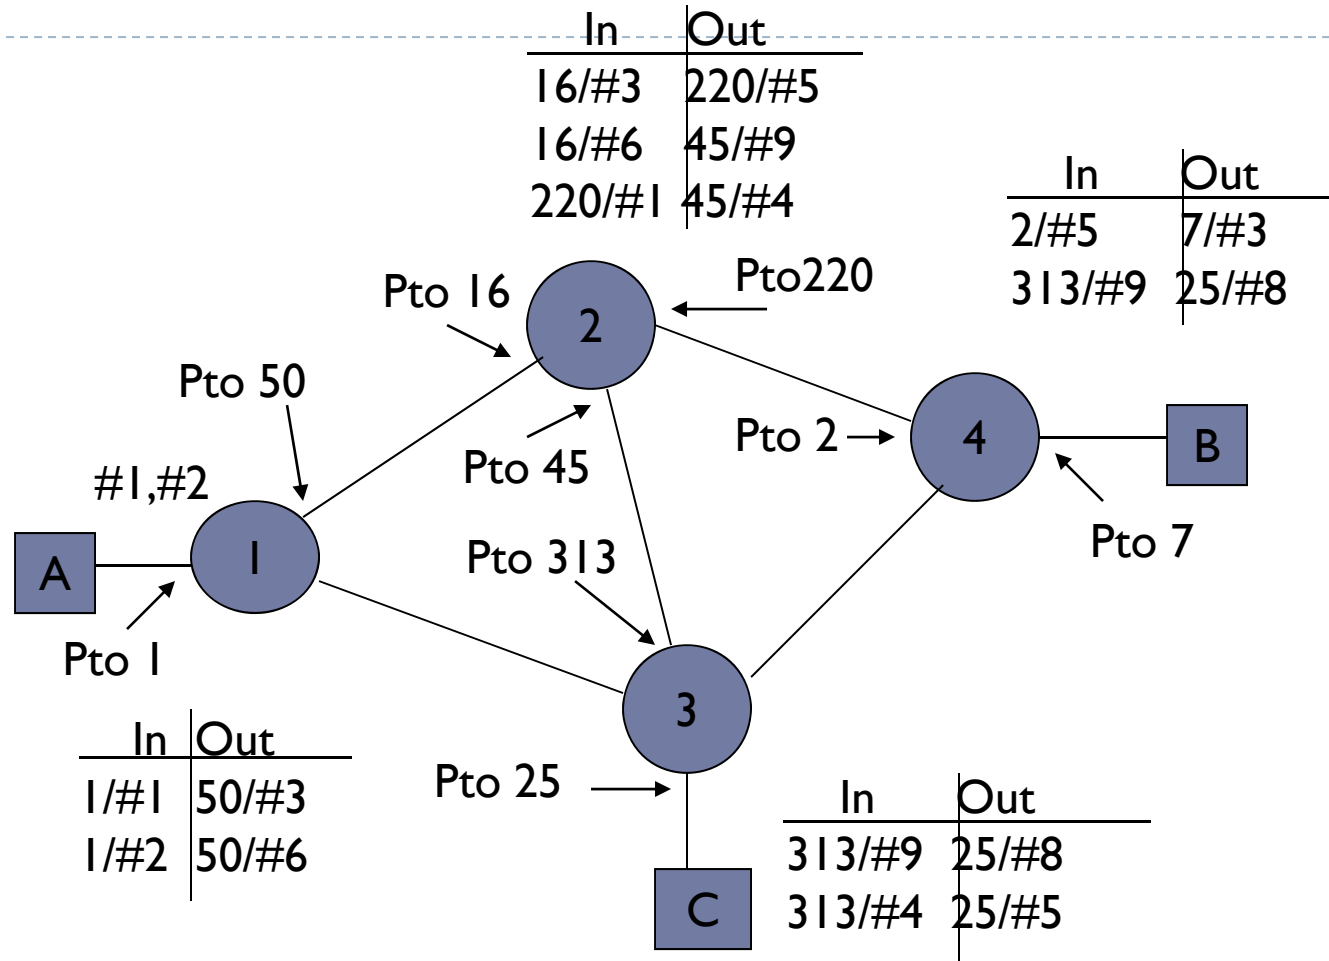 In Out
16/#3 220/#5
16/#6 45/#9
220/#1 45/#4
In Out
2/#5 7/#3
313/#9 25/#8
Pto 16
2
Pto220
Pto 50
Pto 2
4
B
Pto 45
#1,#2
A
1
Pto 313
Pto 7
Pto 1
3
In Out
1/#1 50/#3
1/#2 50/#6
Pto 25
In Out
313/#9 25/#8
313/#4 25/#5
C